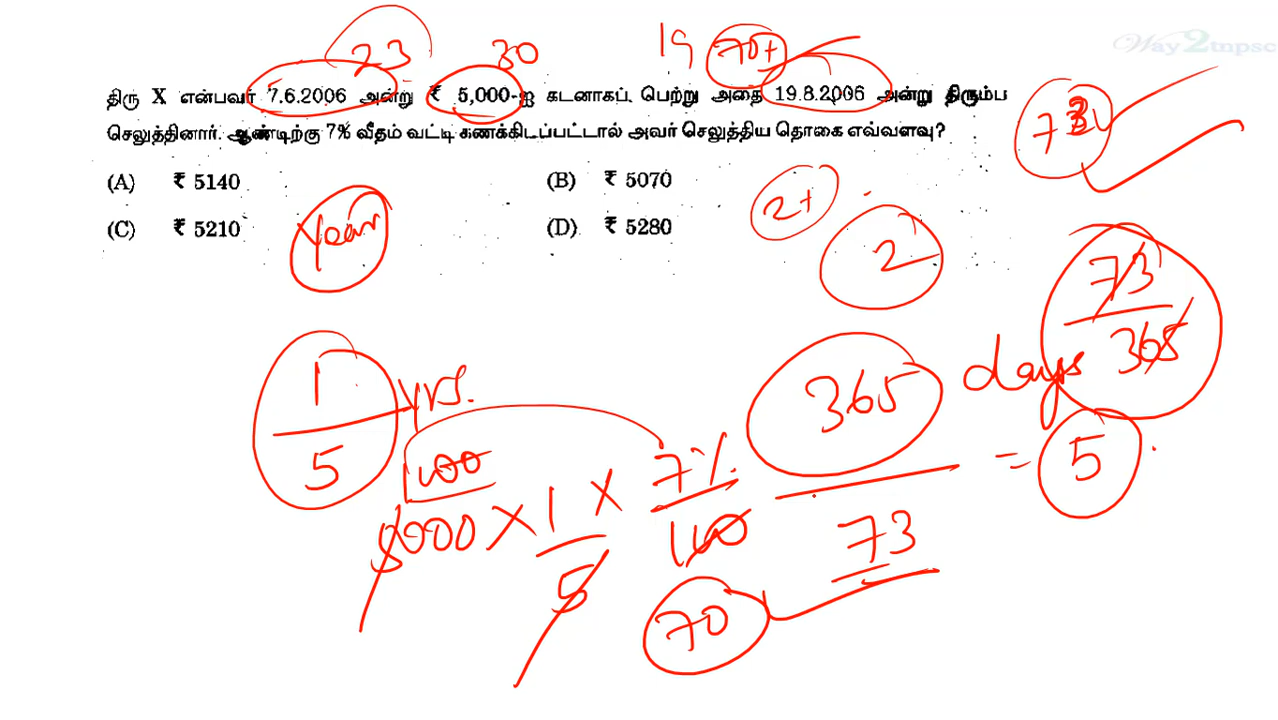 Way2tnpsc
23 30 19 70+
திரு X என்பவர் 7.6.2006 அன்று ₹ 5,000-ஐ கடனாகப் பெற்று அதை 19.8.2006 அன்று திரும்ப
செலுத்தினார். ஆண்டிற்கு 7% வீதம் வட்டி கணக்கிடப்பட்டால் அவர் செலுத்திய தொகை எவ்வளவு?
(A) ₹ 5140 (B) ₹ 5070
(C) ₹ 5210 (D) ₹ 5280
year 2+ 2
73
365
1
5
yrs.
365 days
73
= 5
100
5000 × 1 × 7%
5 100
70